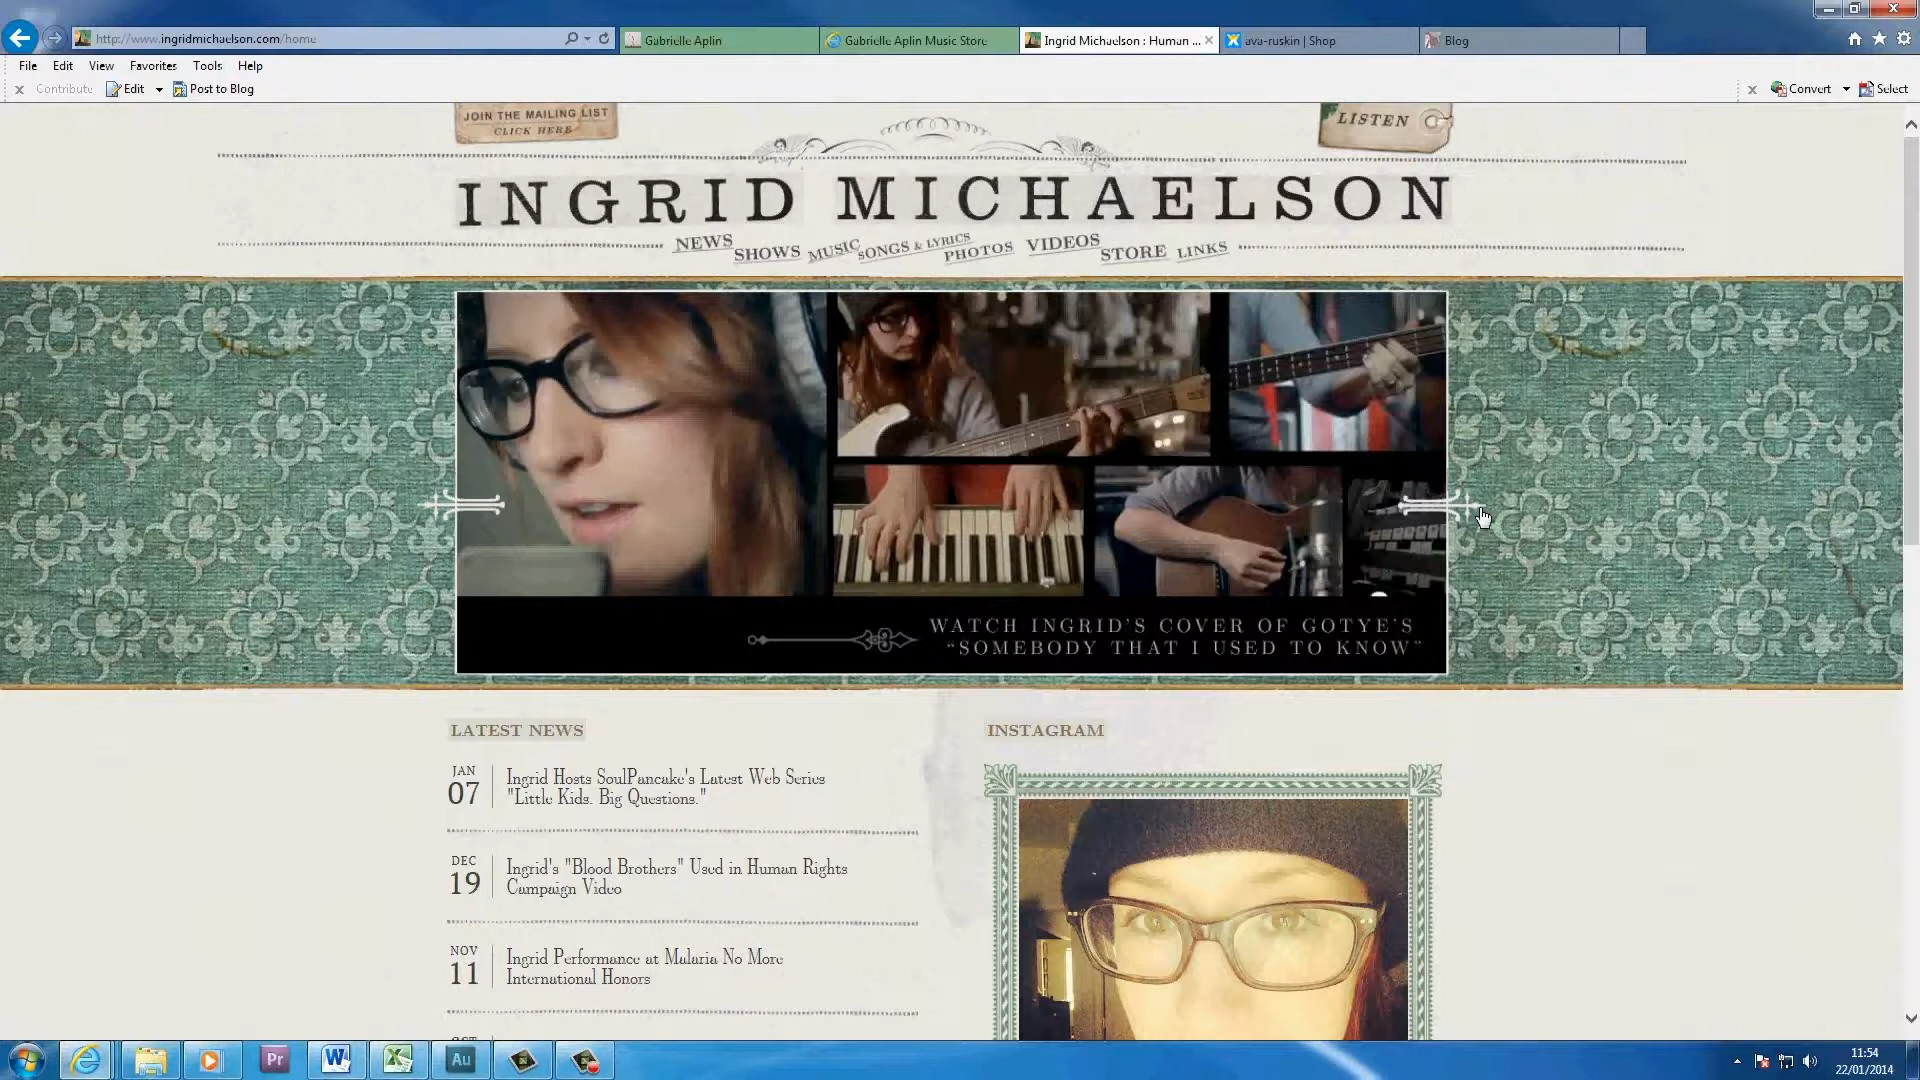 http://www.ingridmichaelson.com/home
Gabrielle Aplin
Gabrielle Aplin Music Store
Ingrid Michaelson : Human ...
ava-ruskin | Shop
Blog
File Edit View Favorites Tools Help
Contribute Edit Post to Blog
Convert Select
JOIN THE MAILING LIST
CLICK HERE
LISTEN
INGRID MICHAELSON
NEWS SHOWS MUSIC SONGS & LYRICS PHOTOS VIDEOS STORE LINKS
WATCH INGRID'S COVER OF GOTYE'S
"SOMEBODY THAT I USED TO KNOW"
LATEST NEWS
JAN
07
Ingrid Hosts SoulPancake's Latest Web Series
"Little Kids. Big Questions."
DEC
19
Ingrid's "Blood Brothers" Used in Human Rights
Campaign Video
NOV
11
Ingrid Performance at Malaria No More
International Honors
INSTAGRAM
Pr
W
X
Au
11:54
22/01/2014